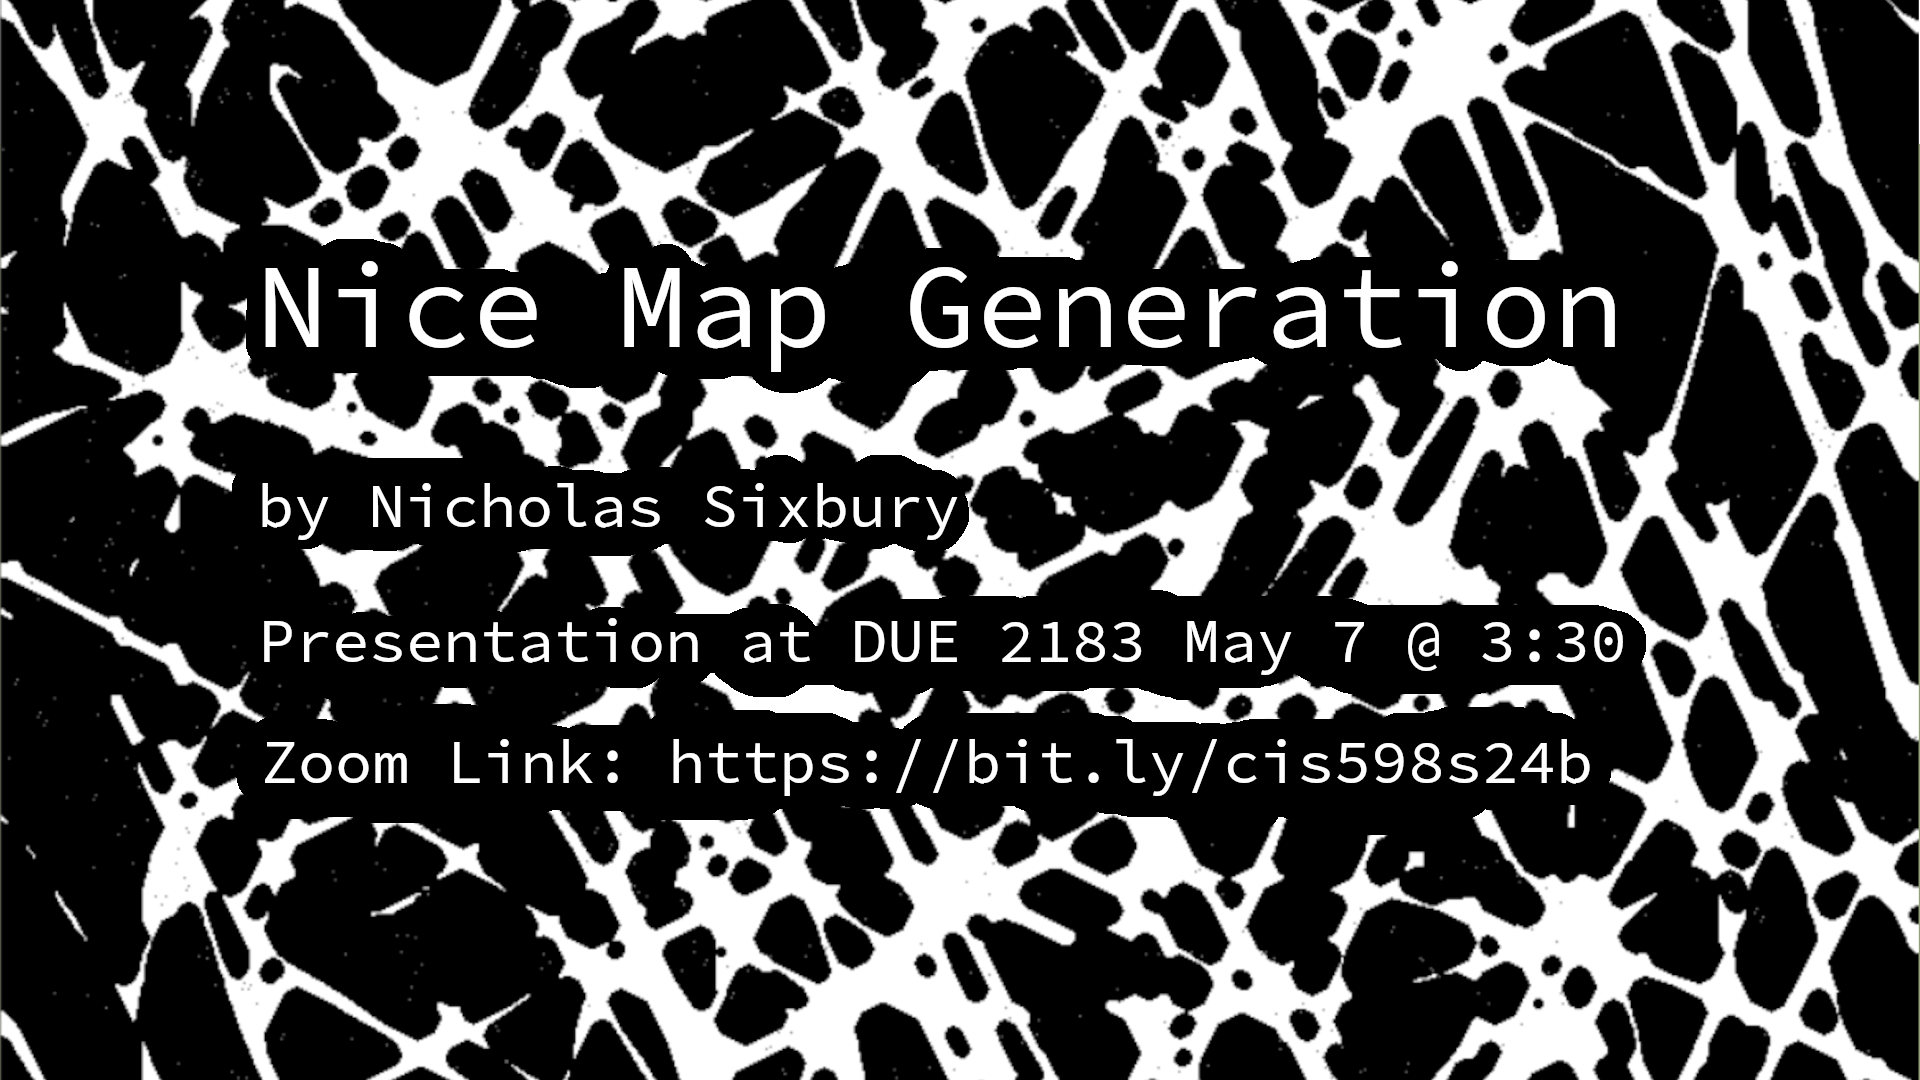 Nice Map Generation
by Nicholas Sixbury
Presentation at DUE 2183 May 7 @ 3:30
Zoom Link: https://bit.ly/cis598s24b